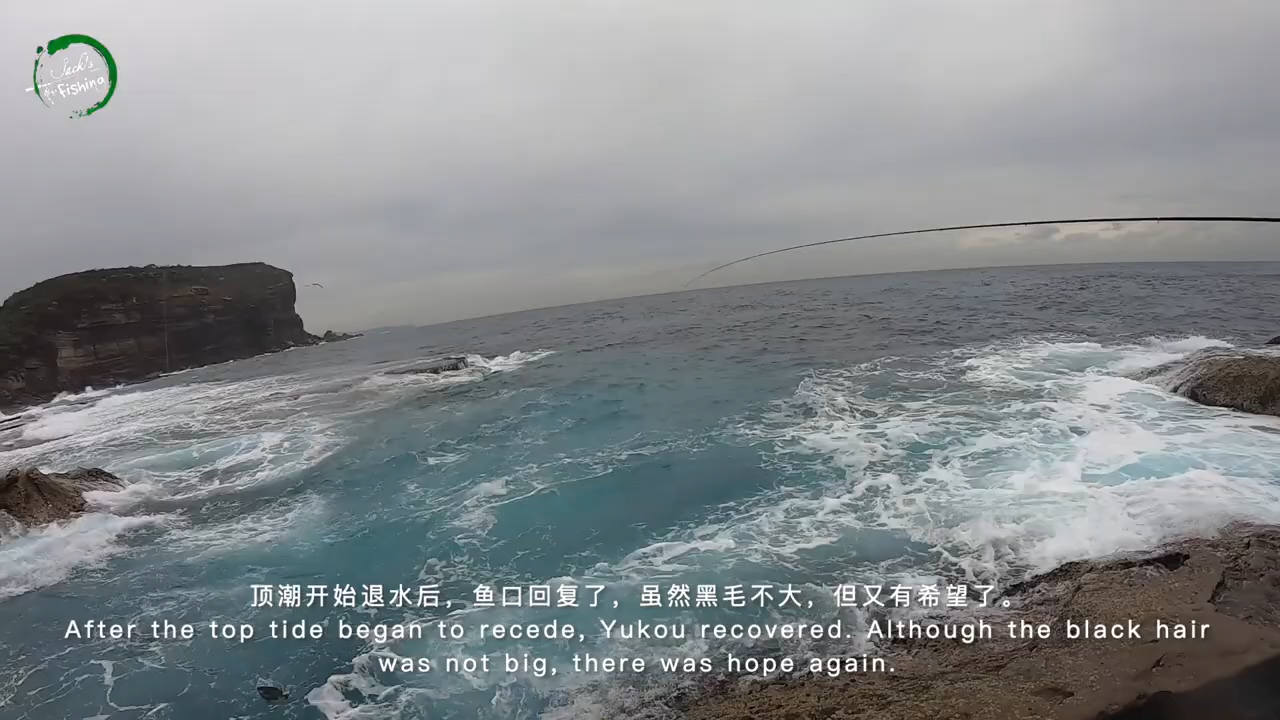 Jack's
fishing
顶潮开始退水后，鱼口回复了，虽然黑毛不大，但又有希望了。
After the top tide began to recede, Yukou recovered. Although the black hair
was not big, there was hope again.